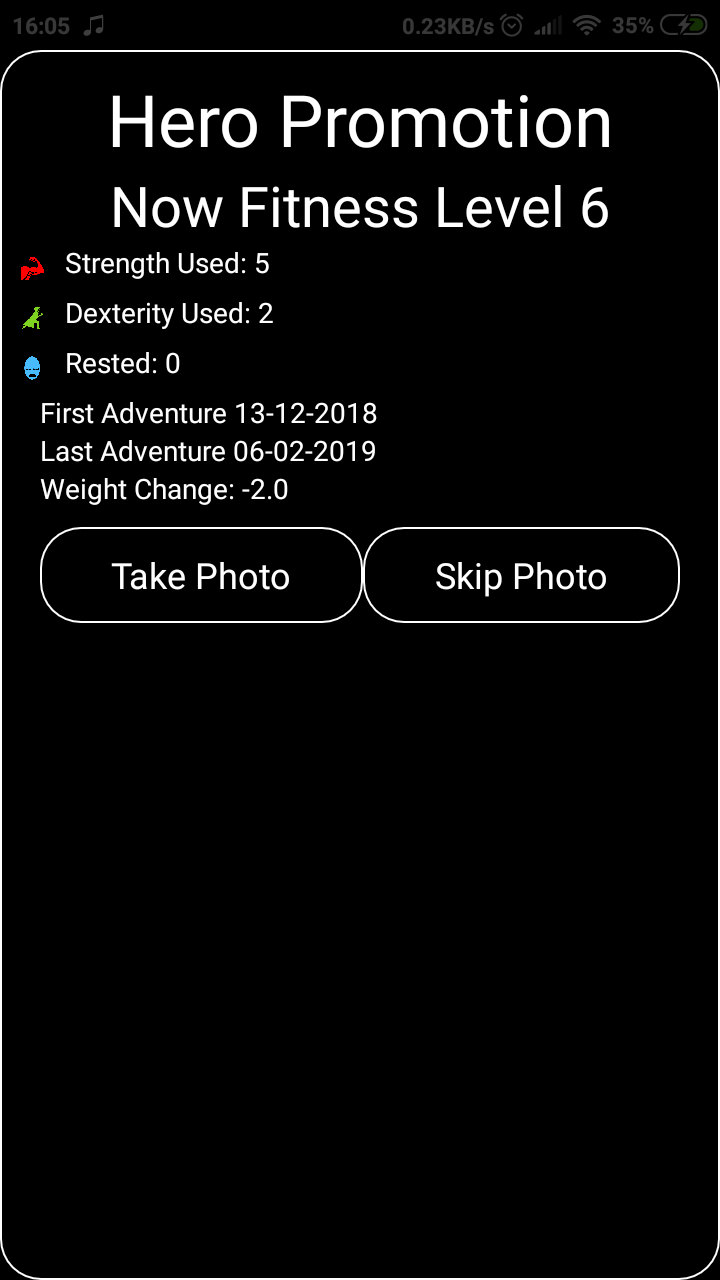 16:05 0.23KB/s 35%
Hero Promotion
Now Fitness Level 6
Strength Used: 5
Dexterity Used: 2
Rested: 0
First Adventure 13-12-2018
Last Adventure 06-02-2019
Weight Change: -2.0
Take Photo Skip Photo